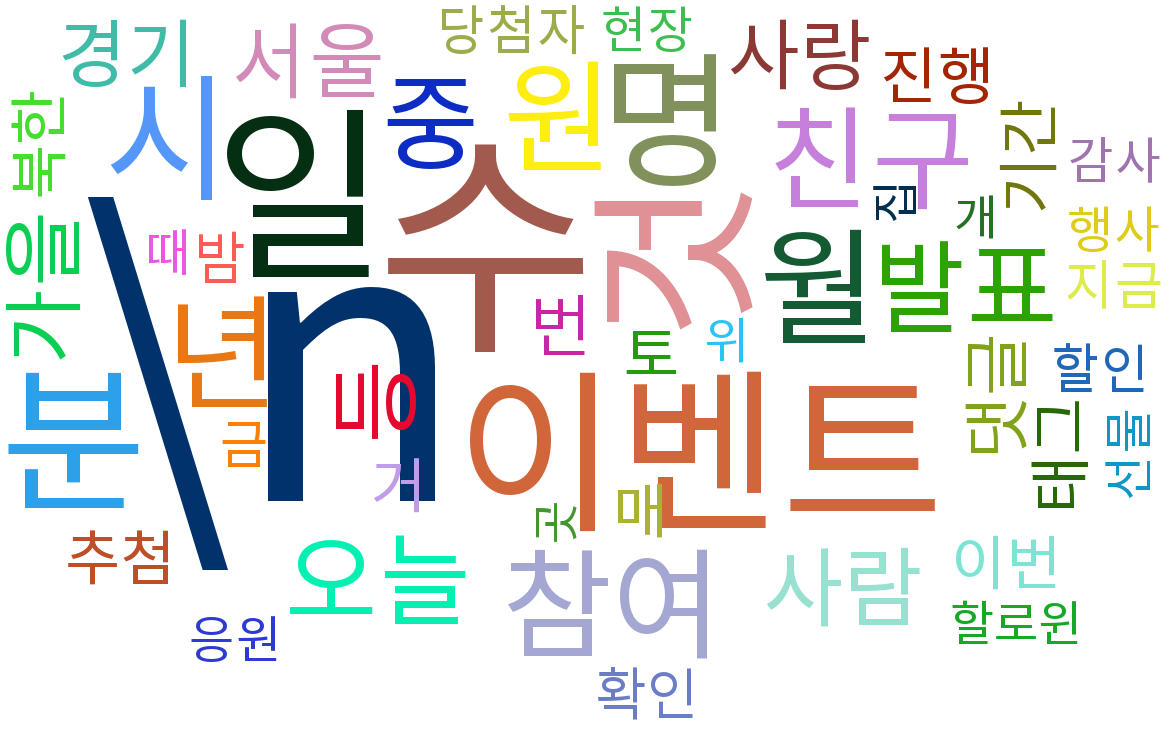 경기
서울
당첨자
현장
사랑
진행
북한
시
일
중
원
명
친구
기간
감사
집
개
행사
가을
때
밤
\n
수
것
월
발표
지금
년
번
토
위
분
등
이벤트
댓글
할인
금
거
곳
목
태그
선물
추첨
오늘
참여
사람
이번
할로윈
응원
확인